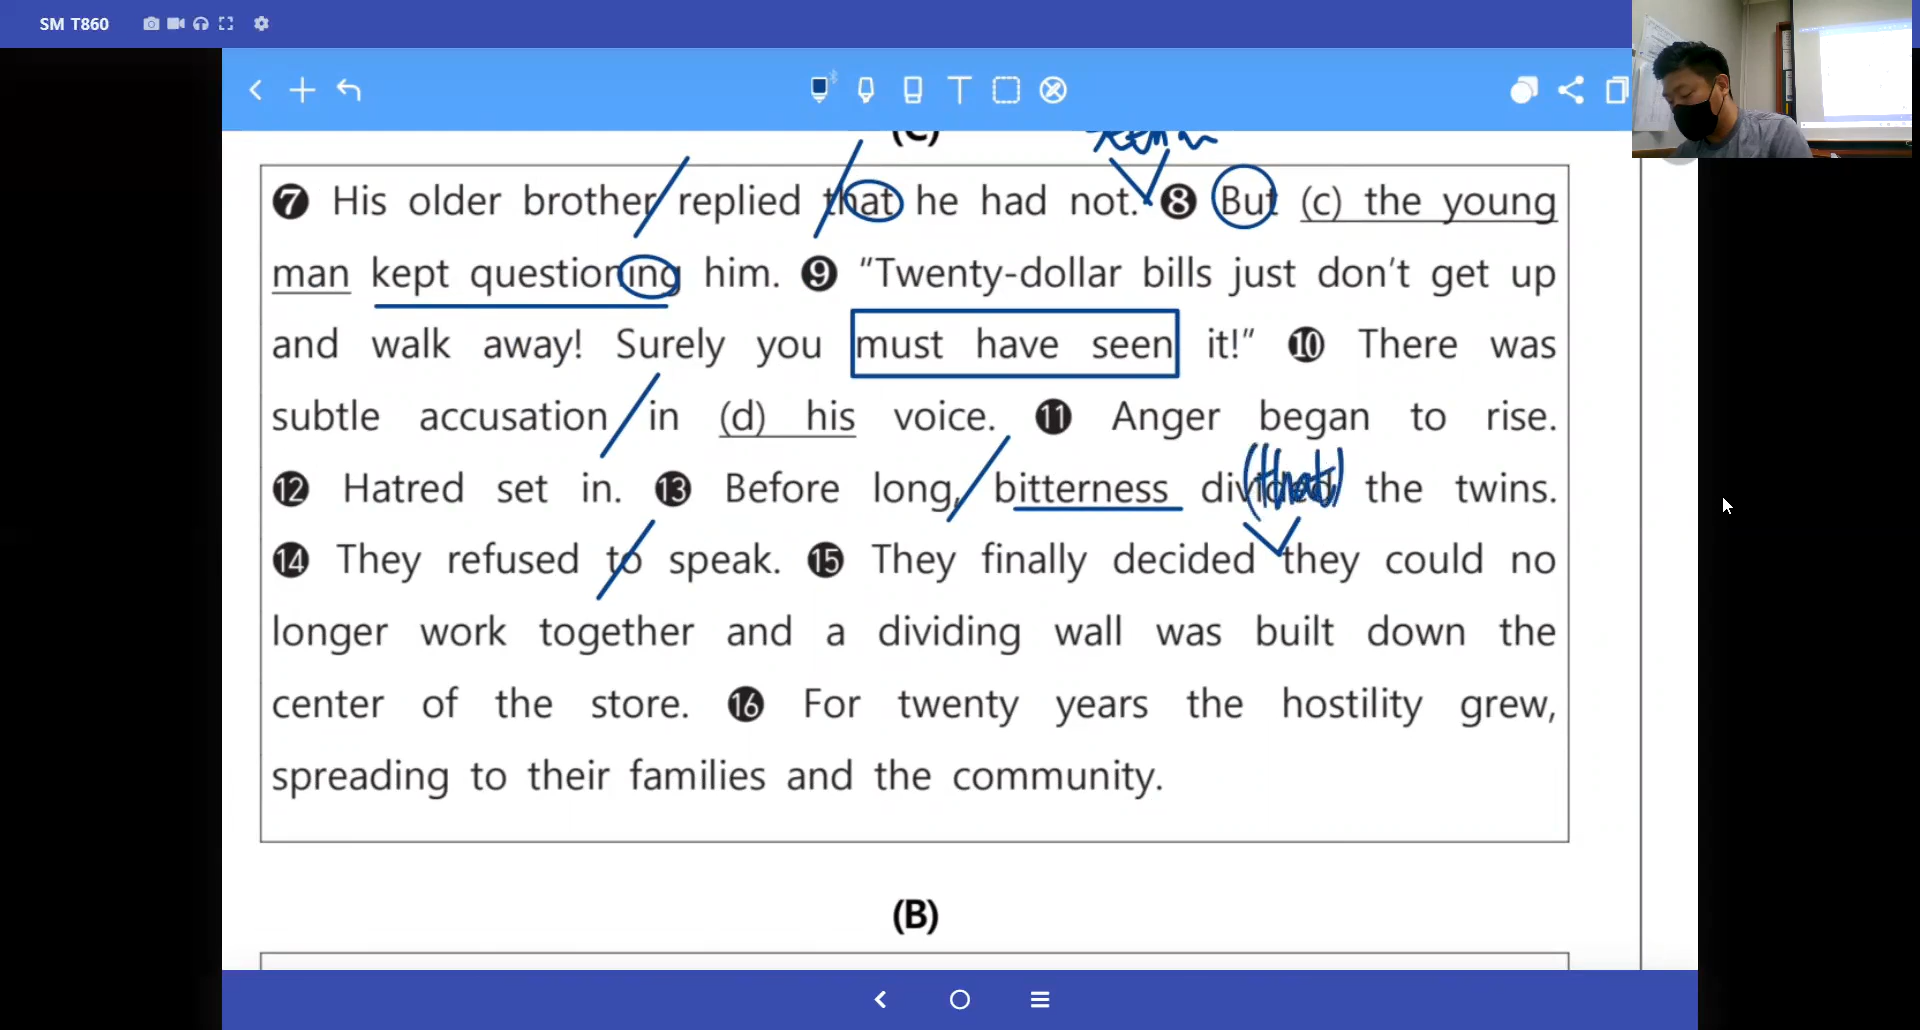 SM T860
(C)
seen it
❼ His older brother replied that he had not. ❽ But (c) the young
man kept questioning him. ❾ “Twenty-dollar bills just don’t get up
and walk away! Surely you must have seen it!” ❿ There was
subtle accusation in (d) his voice. ⓫ Anger began to rise.
⓬ Hatred set in. ⓭ Before long, bitterness divided the twins.
(that)
⓮ They refused to speak. ⓯ They finally decided they could no
longer work together and a dividing wall was built down the
center of the store. ⓰ For twenty years the hostility grew,
spreading to their families and the community.
(B)